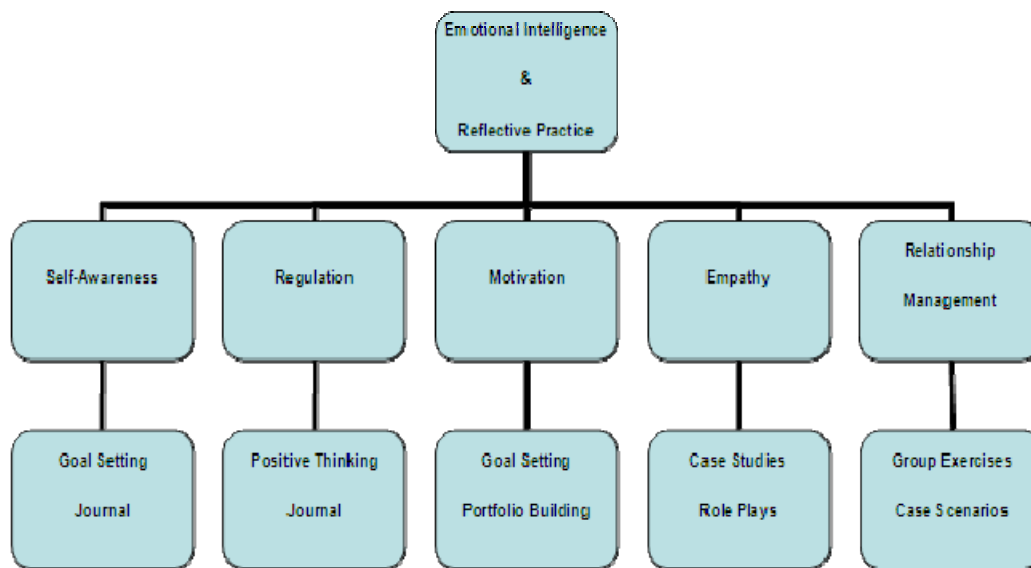 Emotional Intelligence
&
Reflective Practice
Self-Awareness
Regulation
Motivation
Empathy
Relationship
Management
Goal Setting
Journal
Positive Thinking
Journal
Goal Setting
Portfolio Building
Case Studies
Role Plays
Group Exercises
Case Scenarios